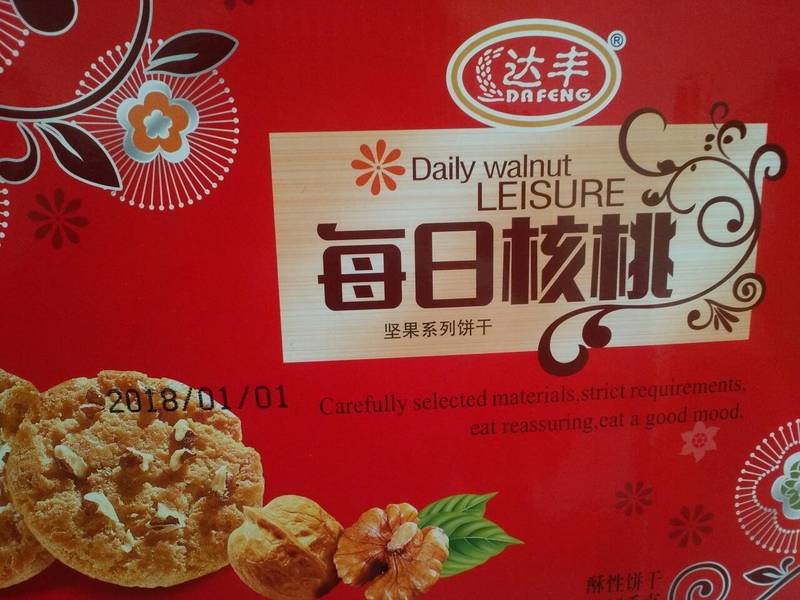 达丰®
DAFENG
Daily walnut
LEISURE
每日核桃
坚果系列饼干
2018/01/01
Carefully selected materials,strict requirements,
eat reassuring,eat a good mood.
酥性饼干